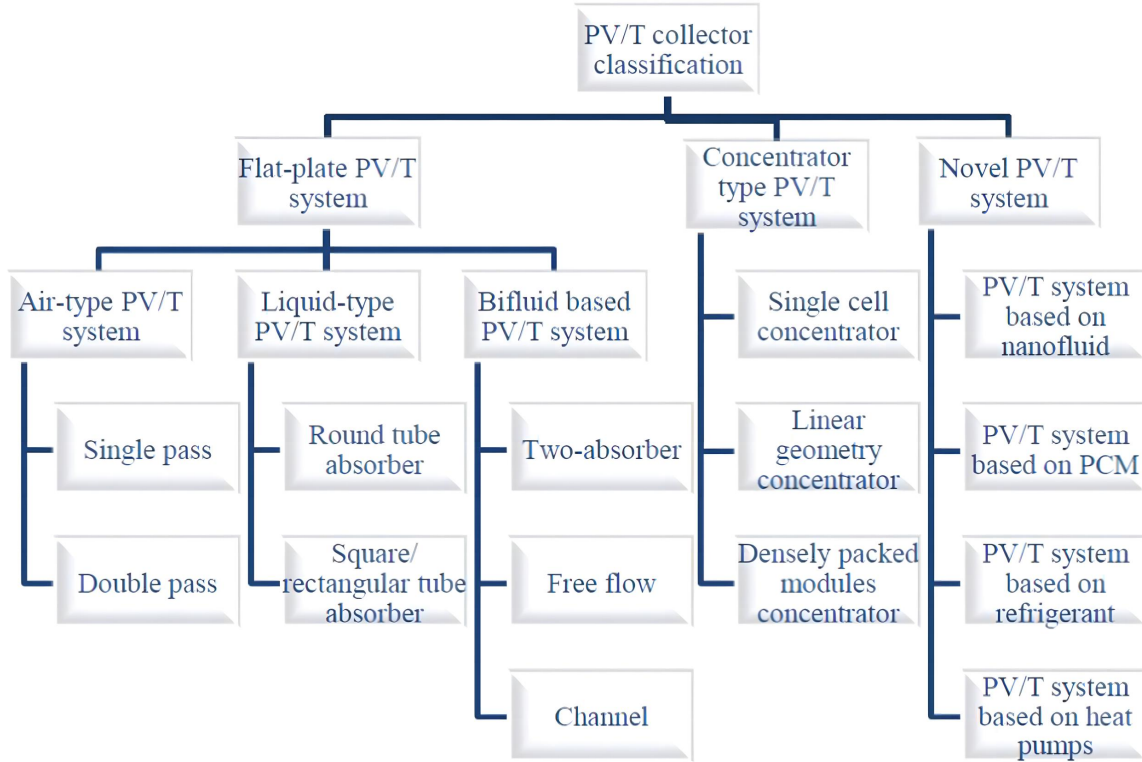 PV/T collector
classification
Flat-plate PV/T
system
Concentrator
type PV/T
system
Novel PV/T
system
Air-type PV/T
system
Liquid-type
PV/T system
Bifluid based
PV/T system
Single cell
concentrator
PV/T system
based on
nanofluid
Single pass
Round tube
absorber
Two-absorber
Linear
geometry
concentrator
PV/T system
based on PCM
Double pass
Square/
rectangular tube
absorber
Free flow
Densely packed
modules
concentrator
PV/T system
based on
refrigerant
Channel
PV/T system
based on heat
pumps